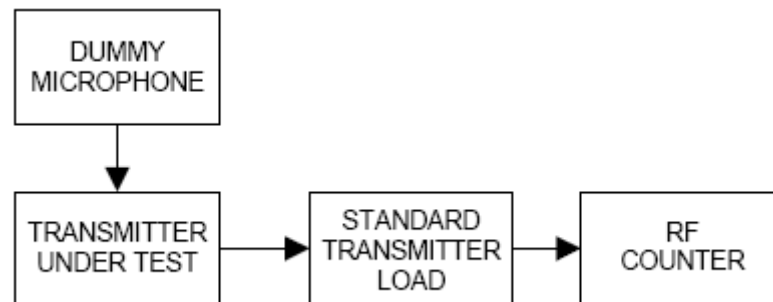 DUMMY
MICROPHONE
TRANSMITTER
UNDER TEST
STANDARD
TRANSMITTER
LOAD
RF
COUNTER